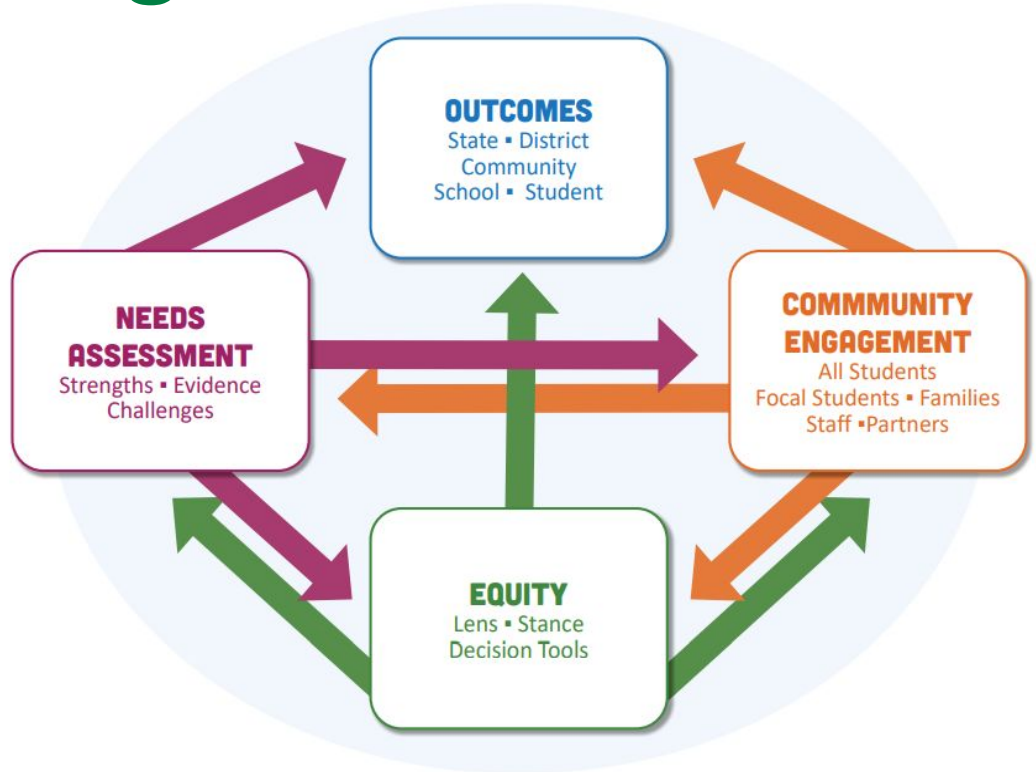 OUTCOMES
State ▪ District
Community
School ▪ Student
NEEDS
ASSESSMENT
Strengths ▪ Evidence
Challenges
COMMMUNITY
ENGAGEMENT
All Students
Focal Students ▪ Families
Staff ▪Partners
EQUITY
Lens ▪ Stance
Decision Tools